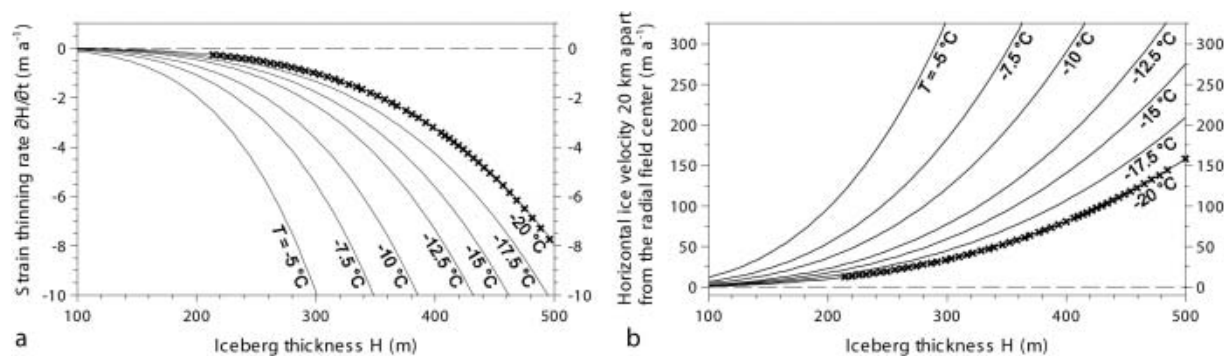 Strain thinning rate ∂H/∂t (m a⁻¹)
0
-2
-4
-6
-8
-10
0
-2
-4
-6
-8
-10
T = -5 °C
-7.5 °C
-10 °C
-12.5 °C
-15 °C
-17.5 °C
-20 °C
100
200
300
400
500
Iceberg thickness H (m)
a
Horizontal ice velocity 20 km apart
from the radial field center (m a⁻¹)
300
250
200
150
100
50
0
300
250
200
150
100
50
0
T = -5 °C
-7.5 °C
-10 °C
-12.5 °C
-15 °C
-17.5 °C
-20 °C
100
200
300
400
500
Iceberg thickness H (m)
b